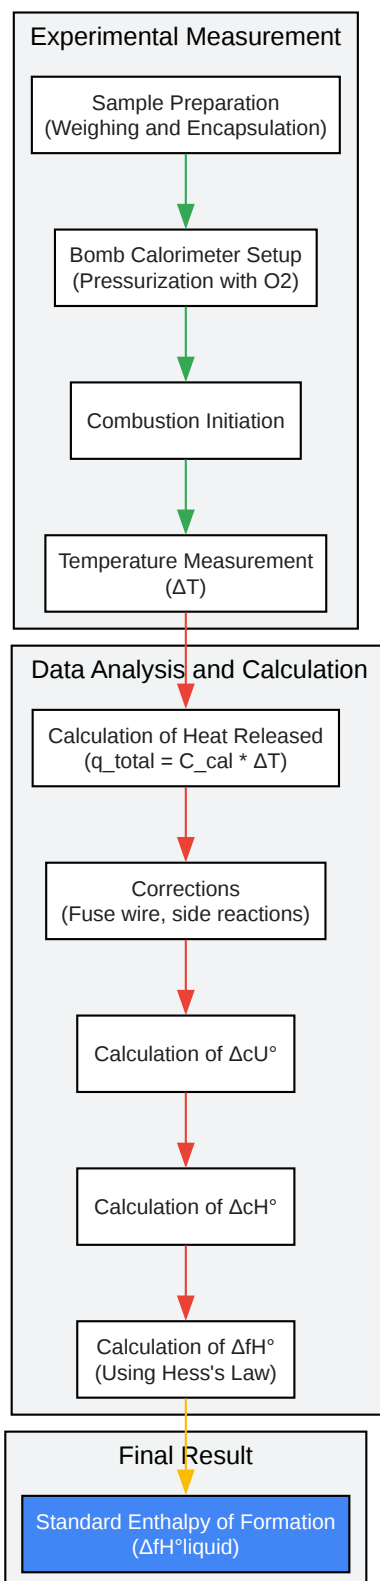 Experimental Measurement
Sample Preparation
(Weighing and Encapsulation)
Bomb Calorimeter Setup
(Pressurization with O2)
Combustion Initiation
Temperature Measurement
(ΔT)
Data Analysis and Calculation
Calculation of Heat Released
(q_total = C_cal * ΔT)
Corrections
(Fuse wire, side reactions)
Calculation of ΔcU°
Calculation of ΔcH°
Calculation of ΔfH°
(Using Hess's Law)
Final Result
Standard Enthalpy of Formation
(ΔfH°liquid)